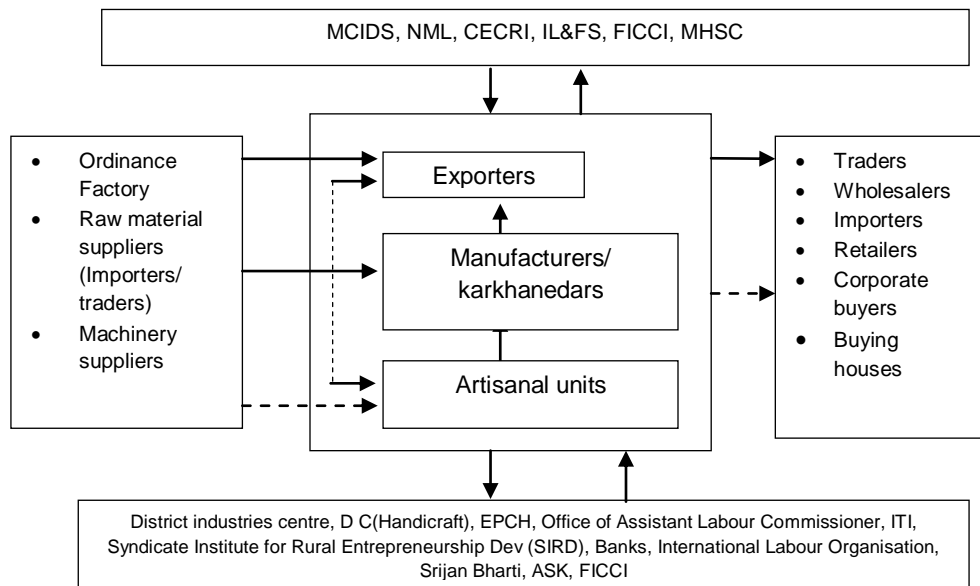 MCIDS, NML, CECRI, IL&FS, FICCI, MHSC
• Ordinance
Factory
• Raw material
suppliers
(Importers/
traders)
• Machinery
suppliers
Exporters
Manufacturers/
karkhanedars
Artisanal units
• Traders
• Wholesalers
• Importers
• Retailers
• Corporate
buyers
• Buying
houses
District industries centre, D C(Handicraft), EPCH, Office of Assistant Labour Commissioner, ITI,
Syndicate Institute for Rural Entrepreneurship Dev (SIRD), Banks, International Labour Organisation,
Srijan Bharti, ASK, FICCI